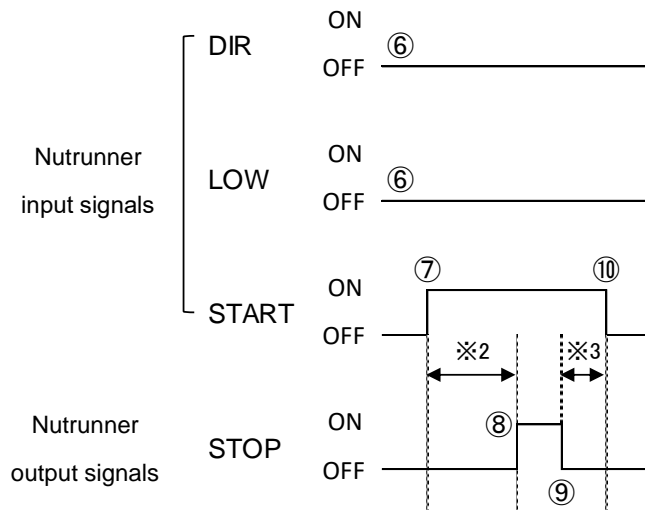 ON
DIR
⑥
OFF
Nutrunner
input signals
ON
LOW
⑥
OFF
⑦
⑩
ON
START
OFF
※2
※3
Nutrunner
output signals
ON
⑧
STOP
OFF
⑨